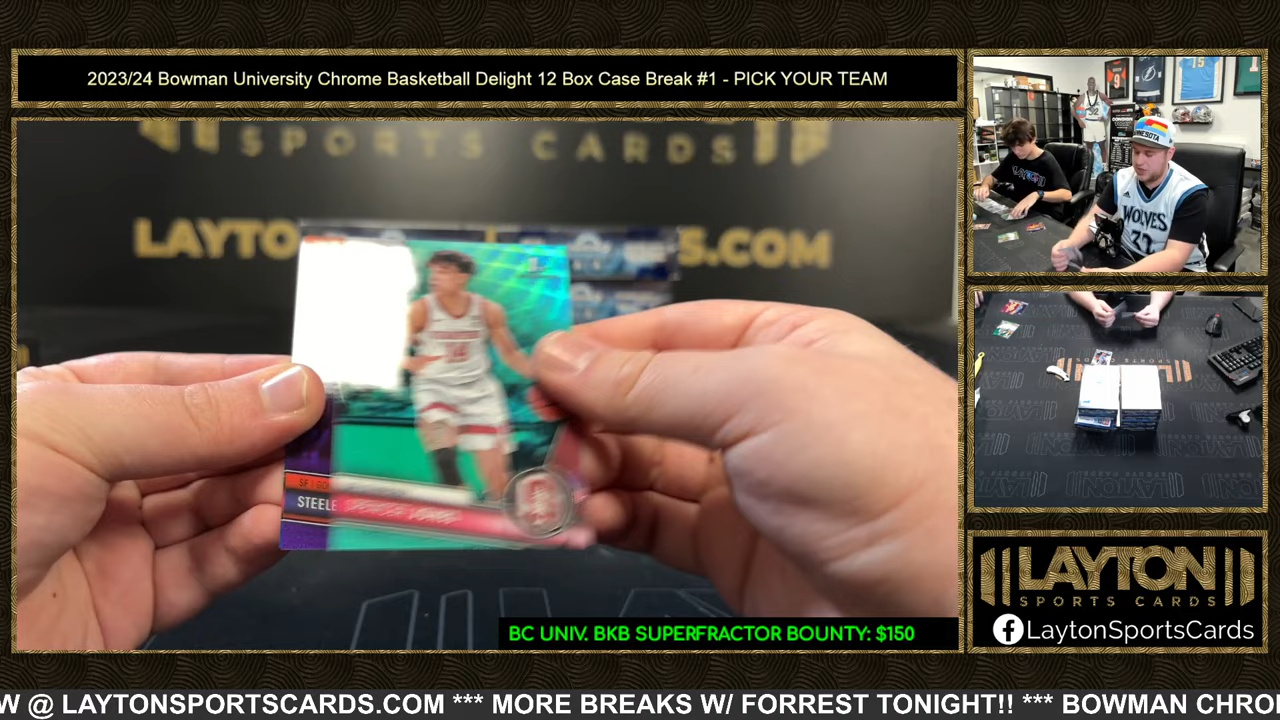 2023/24 Bowman University Chrome Basketball Delight 12 Box Case Break #1 - PICK YOUR TEAM
SPORTS CARDS
LAYTO S.COM
STEELE
MINNESOTA
WOLVES
BC UNIV. BKB SUPERFRACTOR BOUNTY: $150
LAYTON
SPORTS CARDS
LaytonSportsCards
W @ LAYTONSPORTSCARDS.COM *** MORE BREAKS W/ FORREST TONIGHT!! *** BOWMAN CHRO